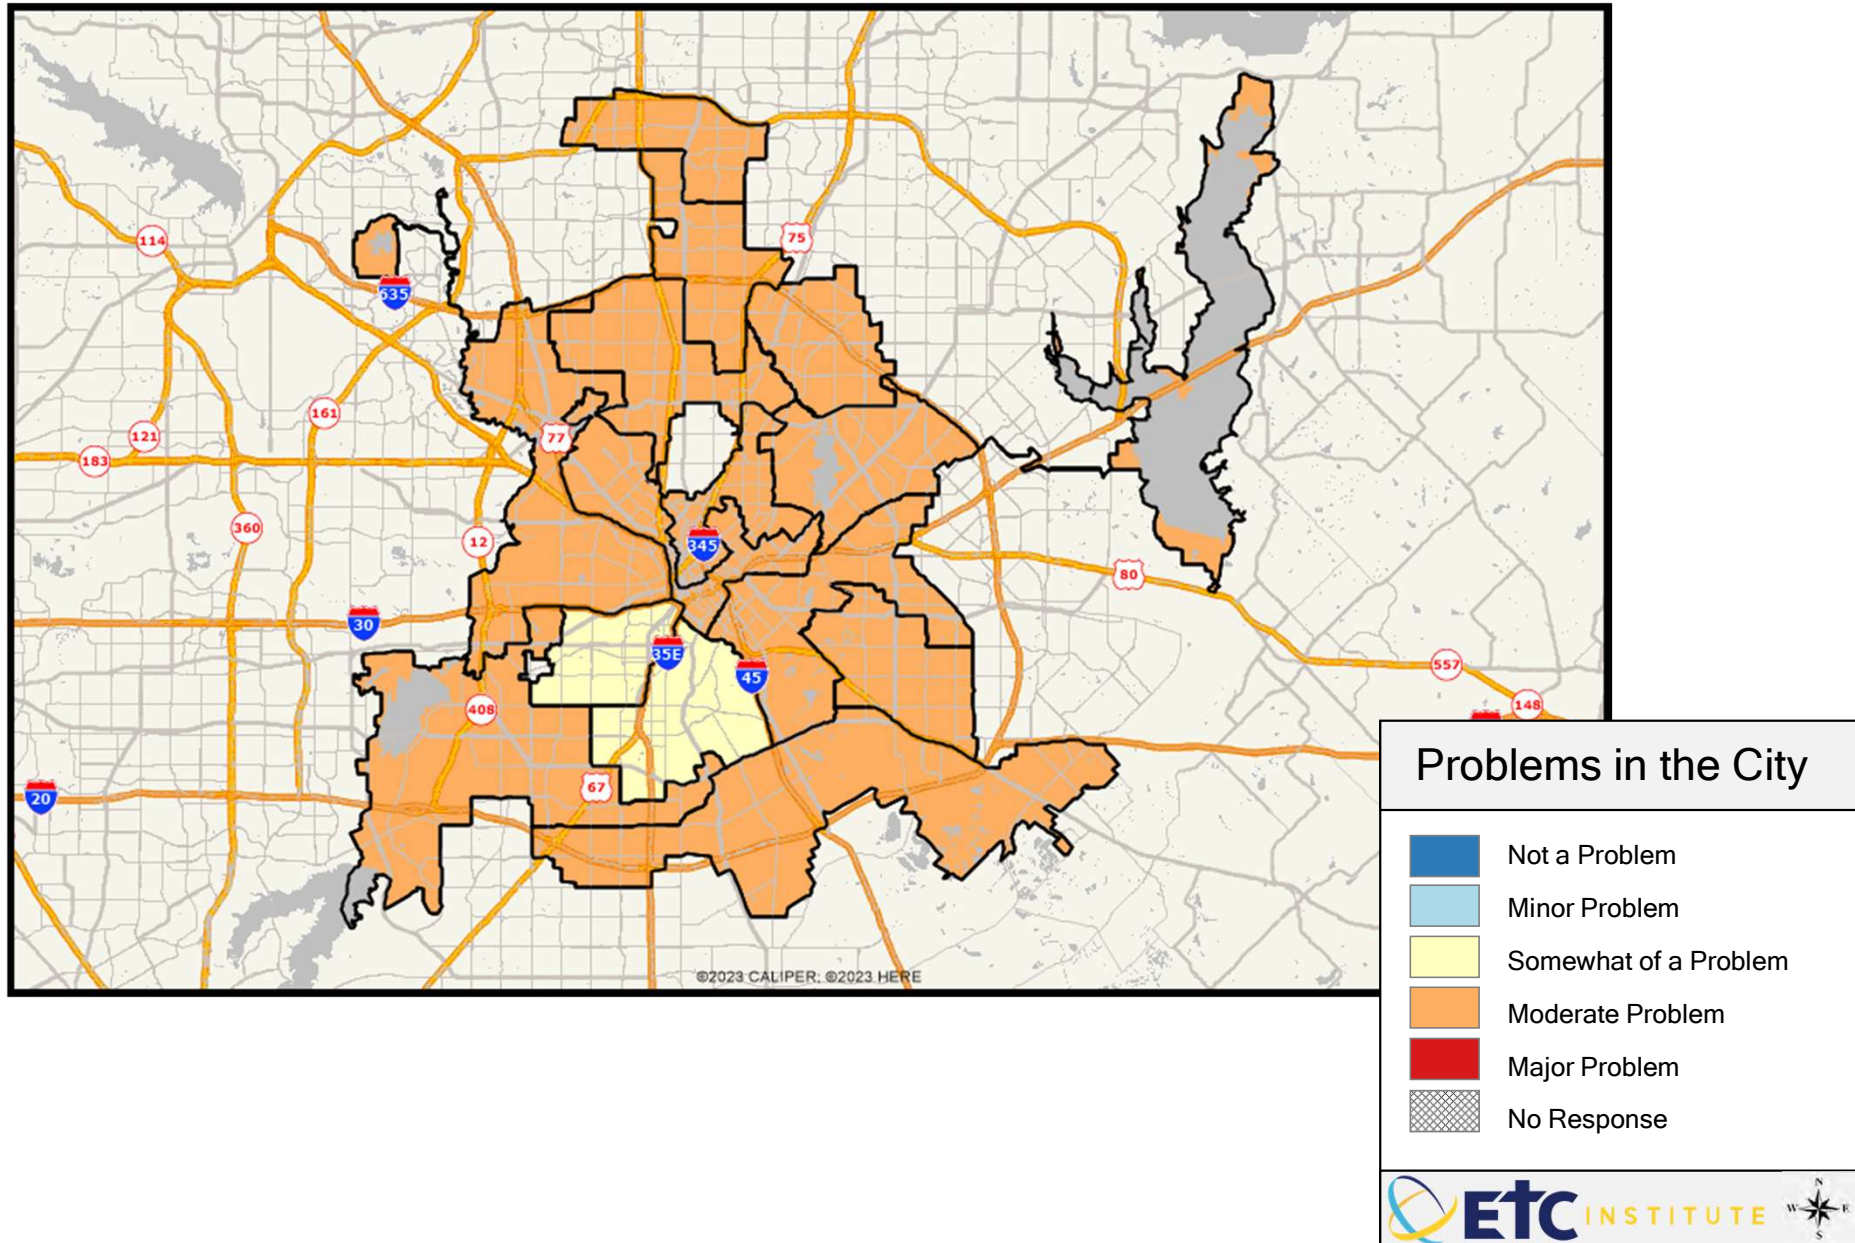 114
75
635
161
121
77
183
360
12
345
80
30
35E
45
557
408
148
67
20
©2023 CALIPER; ©2023 HERE
Problems in the City
Not a Problem
Minor Problem
Somewhat of a Problem
Moderate Problem
Major Problem
No Response
ETC INSTITUTE
N
W E
S